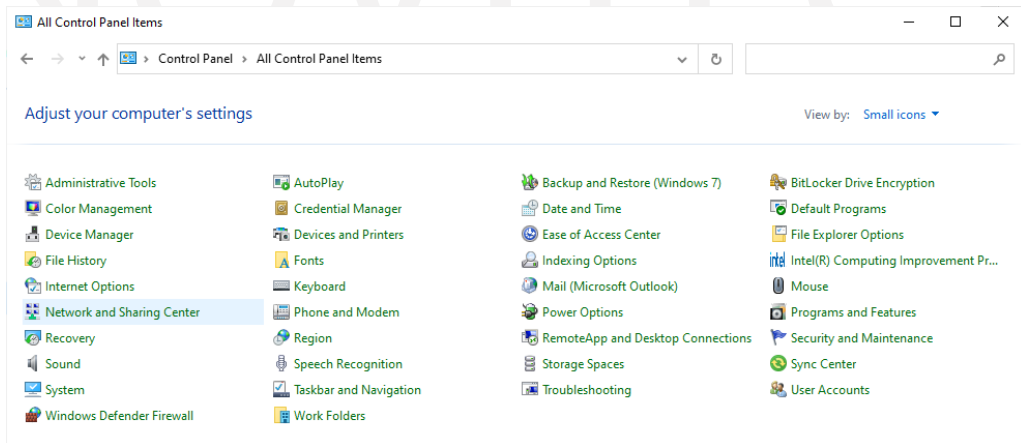 All Control Panel Items
Control Panel > All Control Panel Items
Adjust your computer's settings
View by: Small icons
Administrative Tools AutoPlay Backup and Restore (Windows 7) BitLocker Drive Encryption
Color Management Credential Manager Date and Time Default Programs
Device Manager Devices and Printers Ease of Access Center File Explorer Options
File History Fonts Indexing Options Intel(R) Computing Improvement Pr...
Internet Options Keyboard Mail (Microsoft Outlook) Mouse
Network and Sharing Center Phone and Modem Power Options Programs and Features
Recovery Region RemoteApp and Desktop Connections Security and Maintenance
Sound Speech Recognition Storage Spaces Sync Center
System Taskbar and Navigation Troubleshooting User Accounts
Windows Defender Firewall Work Folders